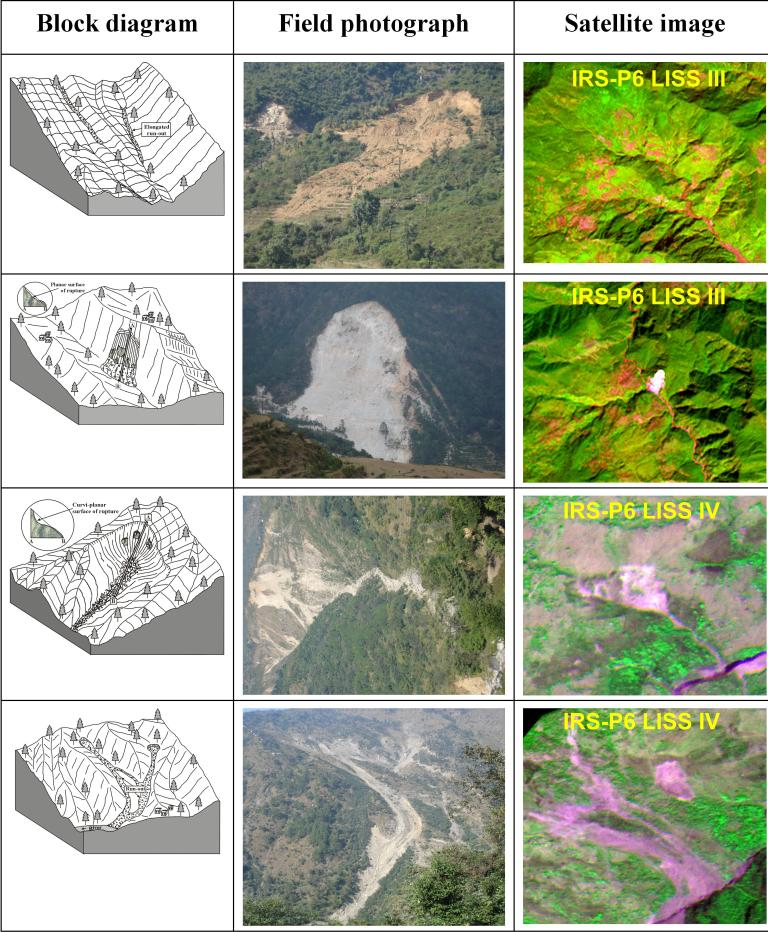 Block diagram
Field photograph
Satellite image
Elongated
run-out
IRS-P6 LISS III
Planar surface
of rupture
IRS-P6 LISS III
Curvi-planar
surface of rupture
IRS-P6 LISS IV
Run-out
River
IRS-P6 LISS IV